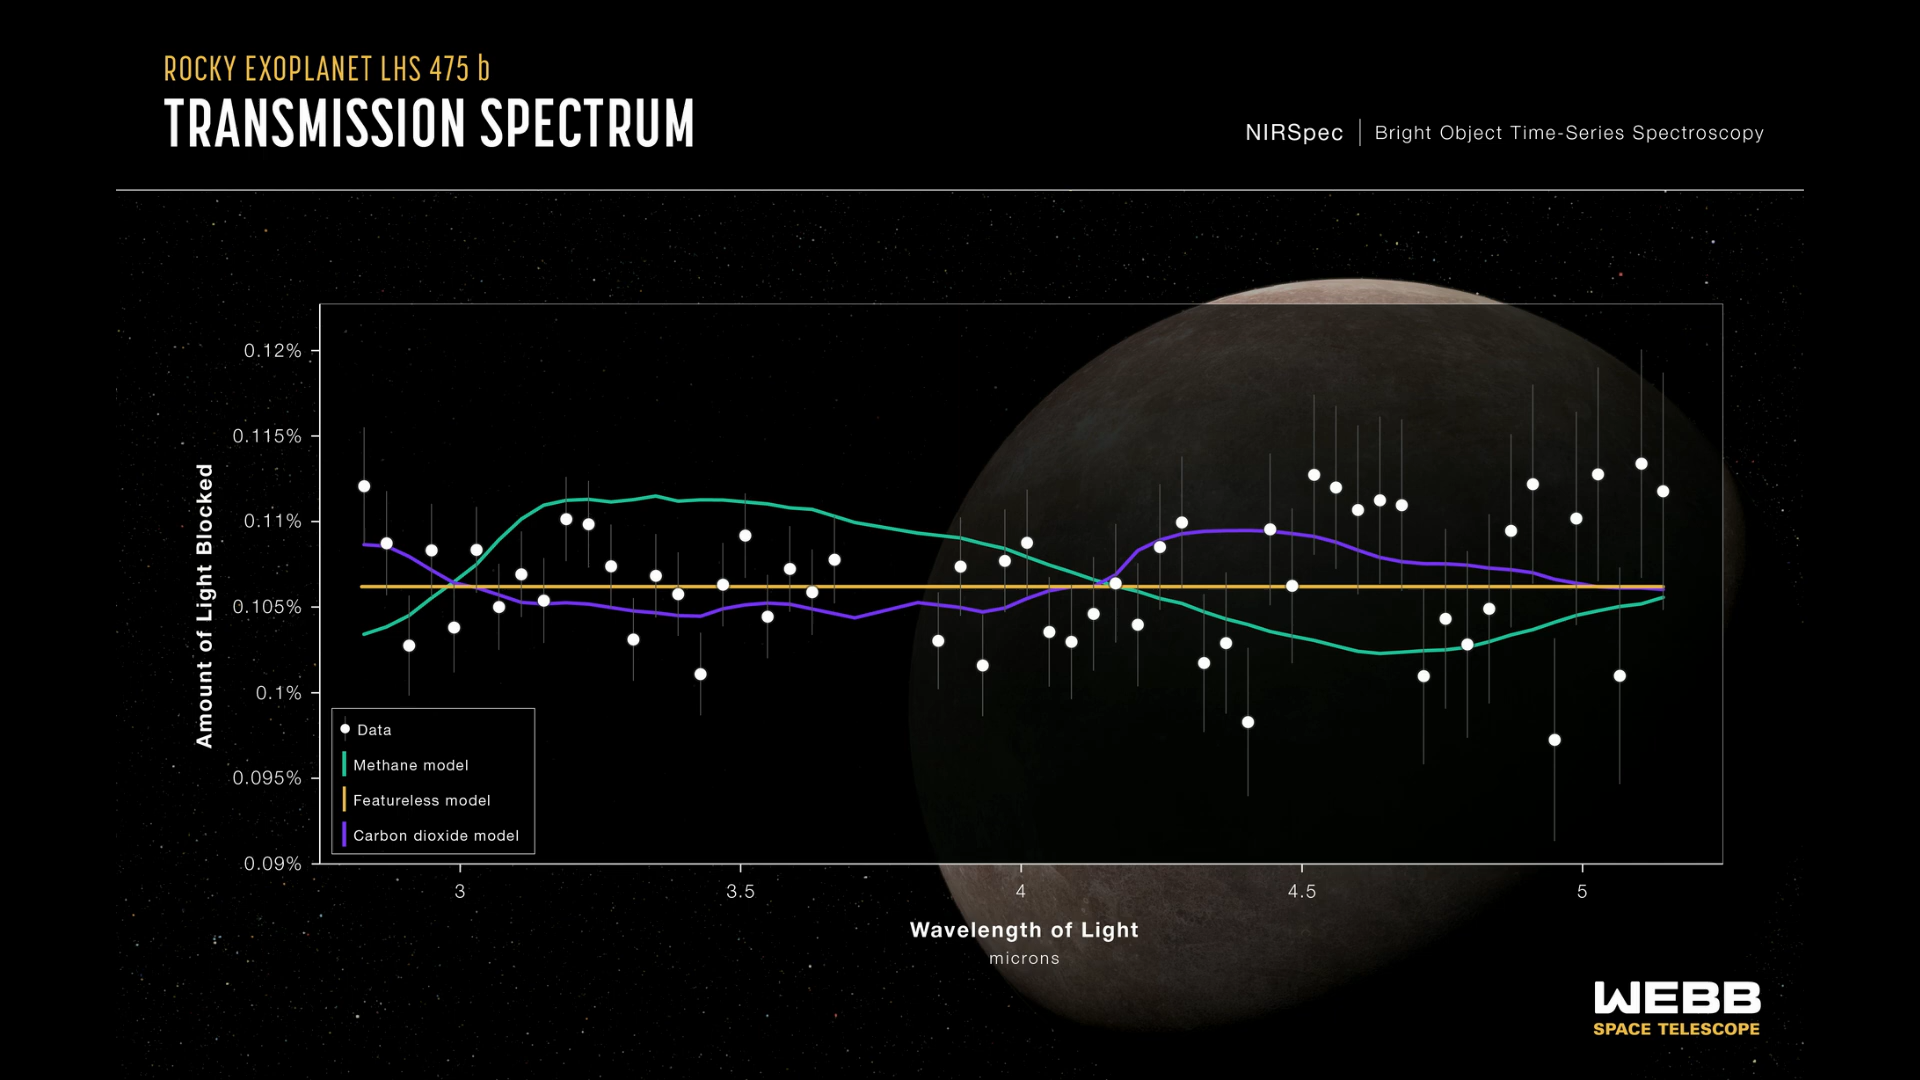 ROCKY EXOPLANET LHS 475 b
TRANSMISSION SPECTRUM
NIRSpec | Bright Object Time-Series Spectroscopy
Amount of Light Blocked
0.12%
0.115%
0.11%
0.105%
0.1%
0.095%
0.09%
Data
Methane model
Featureless model
Carbon dioxide model
3 3.5 4 4.5 5
Wavelength of Light
microns
WEBB
SPACE TELESCOPE